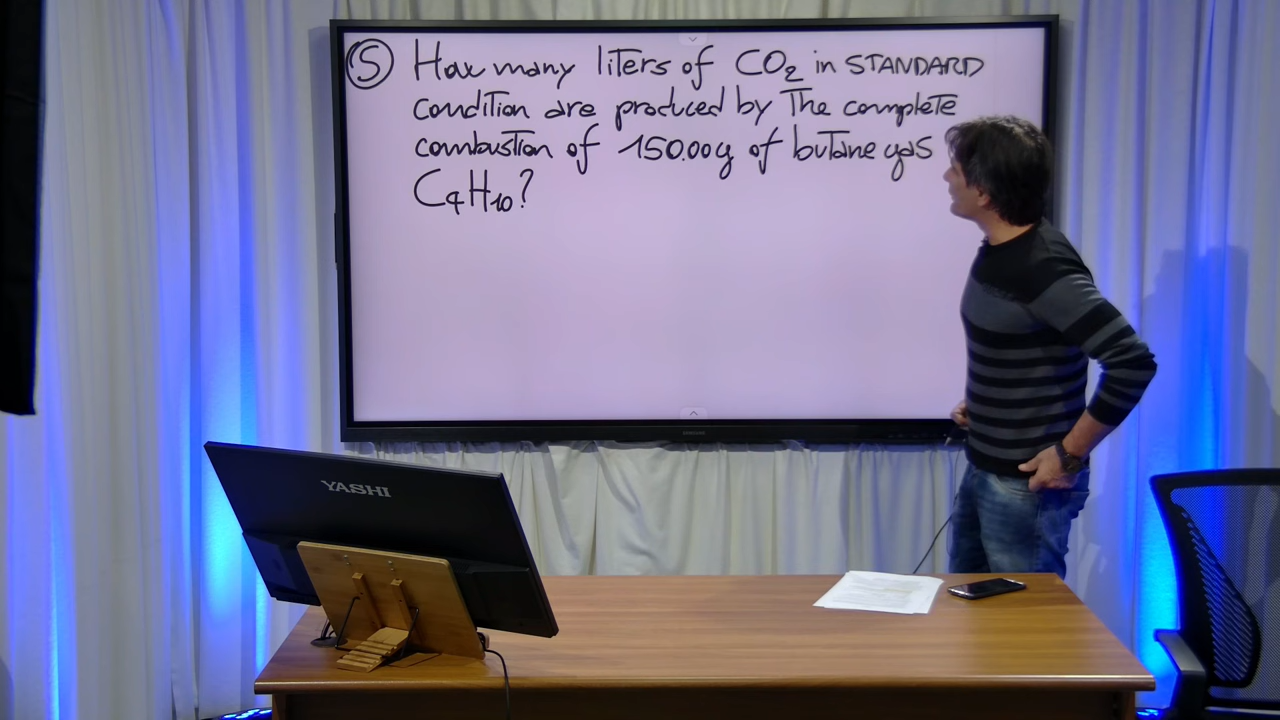 5 How many liters of CO₂ in STANDARD
condition are produced by the complete
combustion of 150.00g of butane gas
C₄H₁₀?
YASHI